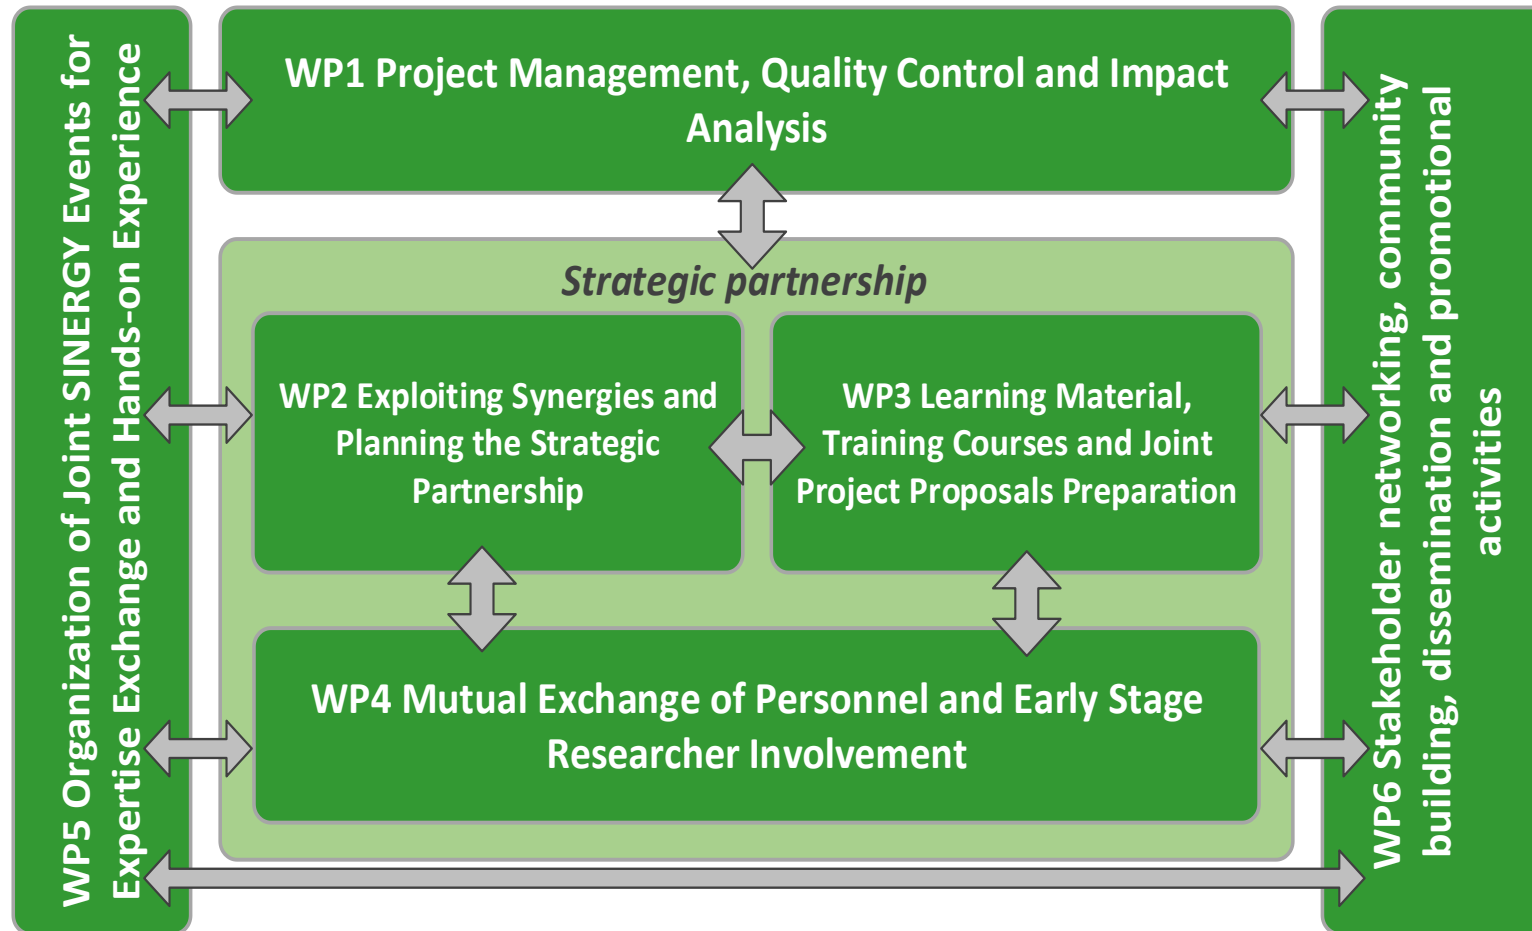 WP5 Organization of Joint SINERGY Events for
Expertise Exchange and Hands-on Experience
WP1 Project Management, Quality Control and Impact
Analysis
Strategic partnership
WP2 Exploiting Synergies and
Planning the Strategic
Partnership
WP3 Learning Material,
Training Courses and Joint
Project Proposals Preparation
WP4 Mutual Exchange of Personnel and Early Stage
Researcher Involvement
WP6 Stakeholder networking, community
building, dissemination and promotional
activities